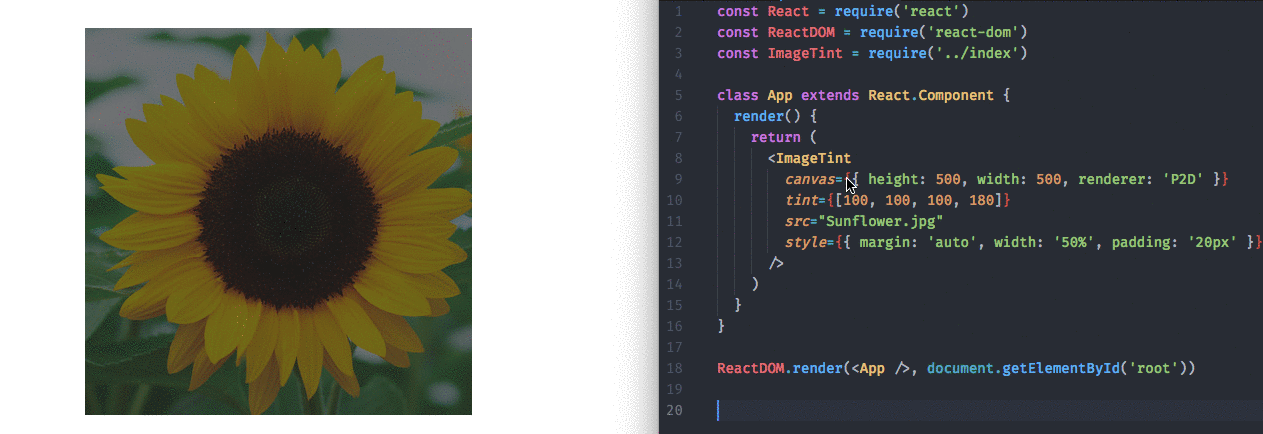 1 const React = require('react')
2 const ReactDOM = require('react-dom')
3 const ImageTint = require('../index')
4
5 class App extends React.Component {
6   render() {
7     return (
8       <ImageTint
9         canvas={{ height: 500, width: 500, renderer: 'P2D' }}
10         tint={[100, 100, 100, 180]}
11         src="Sunflower.jpg"
12         style={{ margin: 'auto', width: '50%', padding: '20px' }}
13       />
14     )
15   }
16 }
17
18 ReactDOM.render(<App />, document.getElementById('root'))
19
20